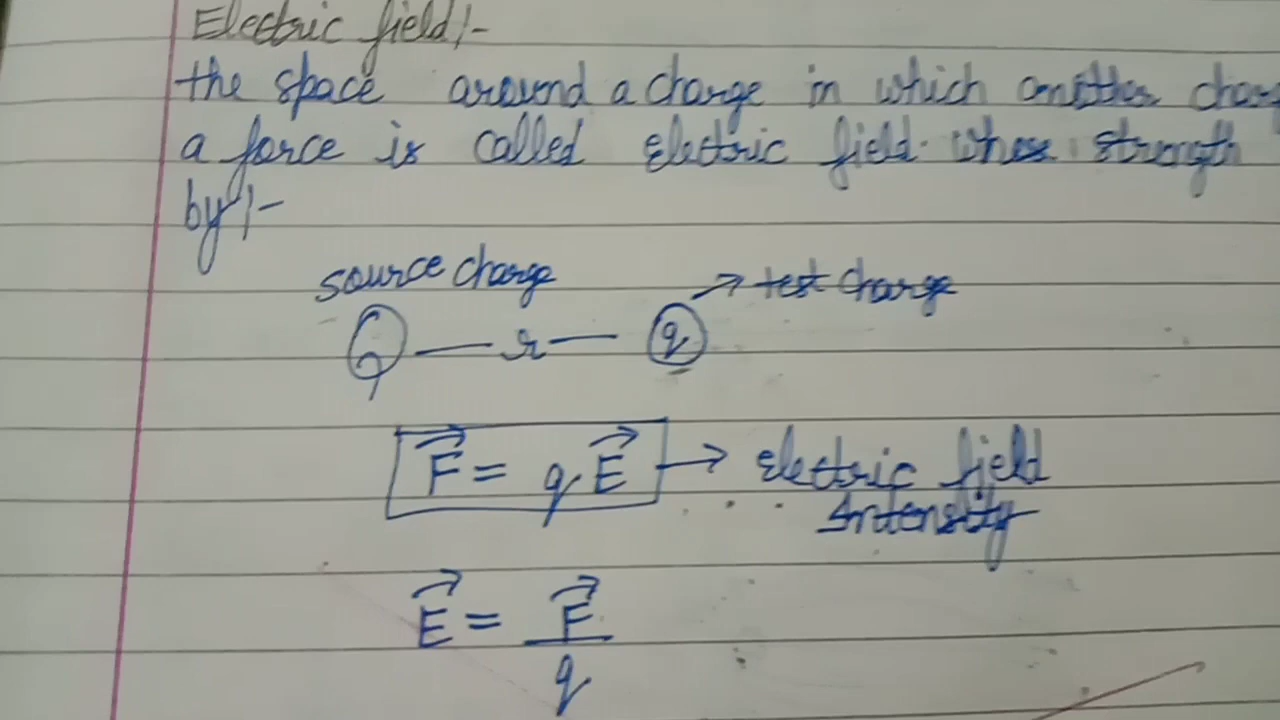 Electric field :-
the space around a charge in which another charg
a force is called electric field. whose strength
by :-
source charge → test charge
Q — r — q
F⃗ = qE⃗ → electric field
Intensity
E⃗ = F⃗
q